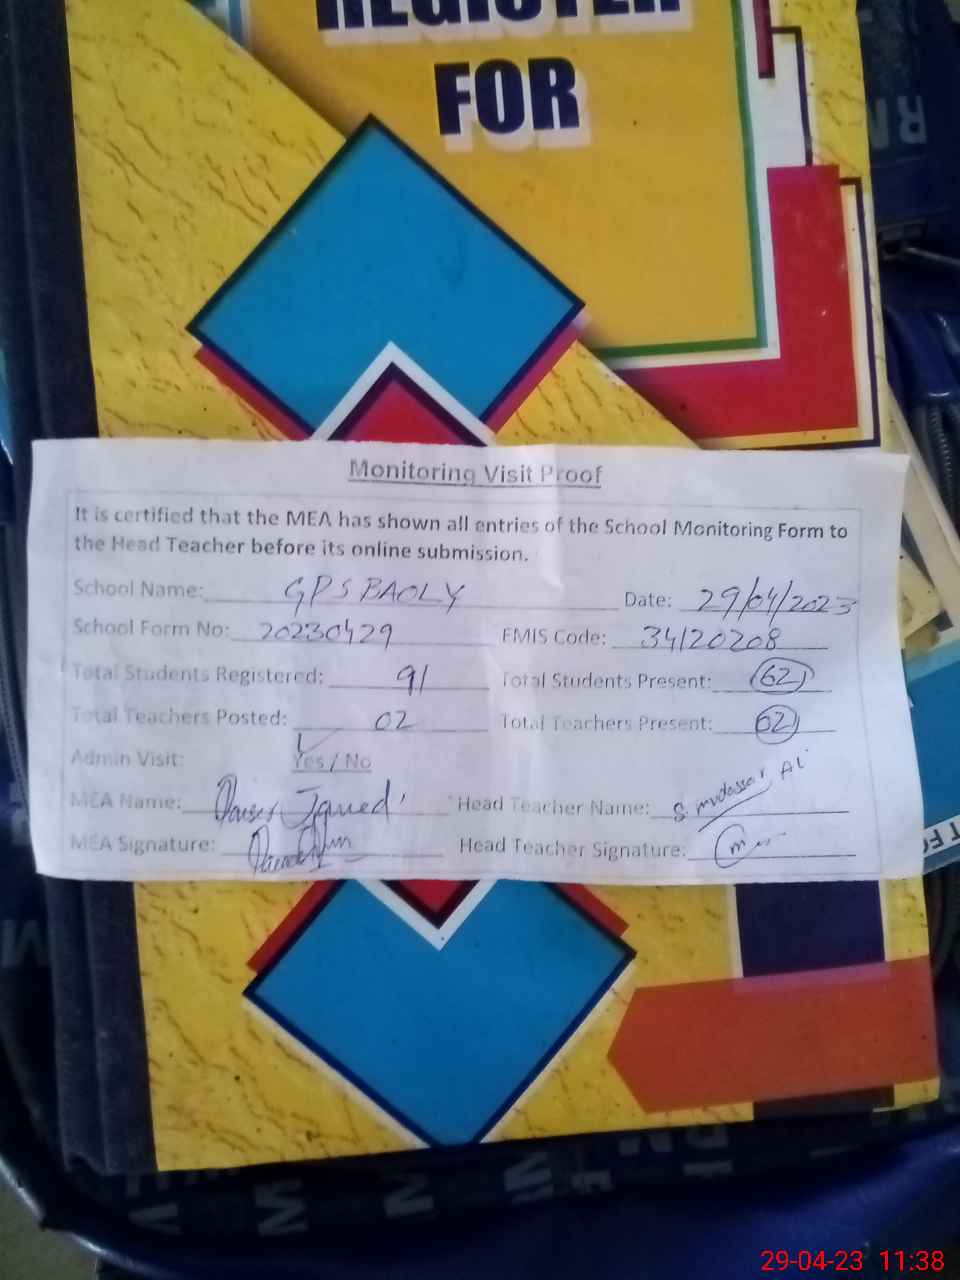 REGISTER
FOR
Monitoring Visit Proof
It is certified that the MEA has shown all entries of the School Monitoring Form to
the Head Teacher before its online submission.
School Name: GPS BAOLY Date: 29/04/2023
School Form No: 20230429 EMIS Code: 34120208
Total Students Registered: 91 Total Students Present: 62
Total Teachers Posted: 02 Total Teachers Present: 02
Admin Visit: Yes / No
MEA Name: Javed Head Teacher Name: S. mudassar Ali
MEA Signature: Head Teacher Signature:
29-04-23 11:38